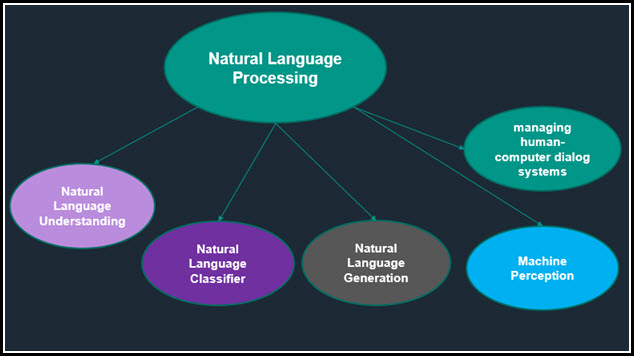 Natural Language
Processing
managing
human-
computer dialog
systems
Natural
Language
Understanding
Natural
Language
Classifier
Natural
Language
Generation
Machine
Perception